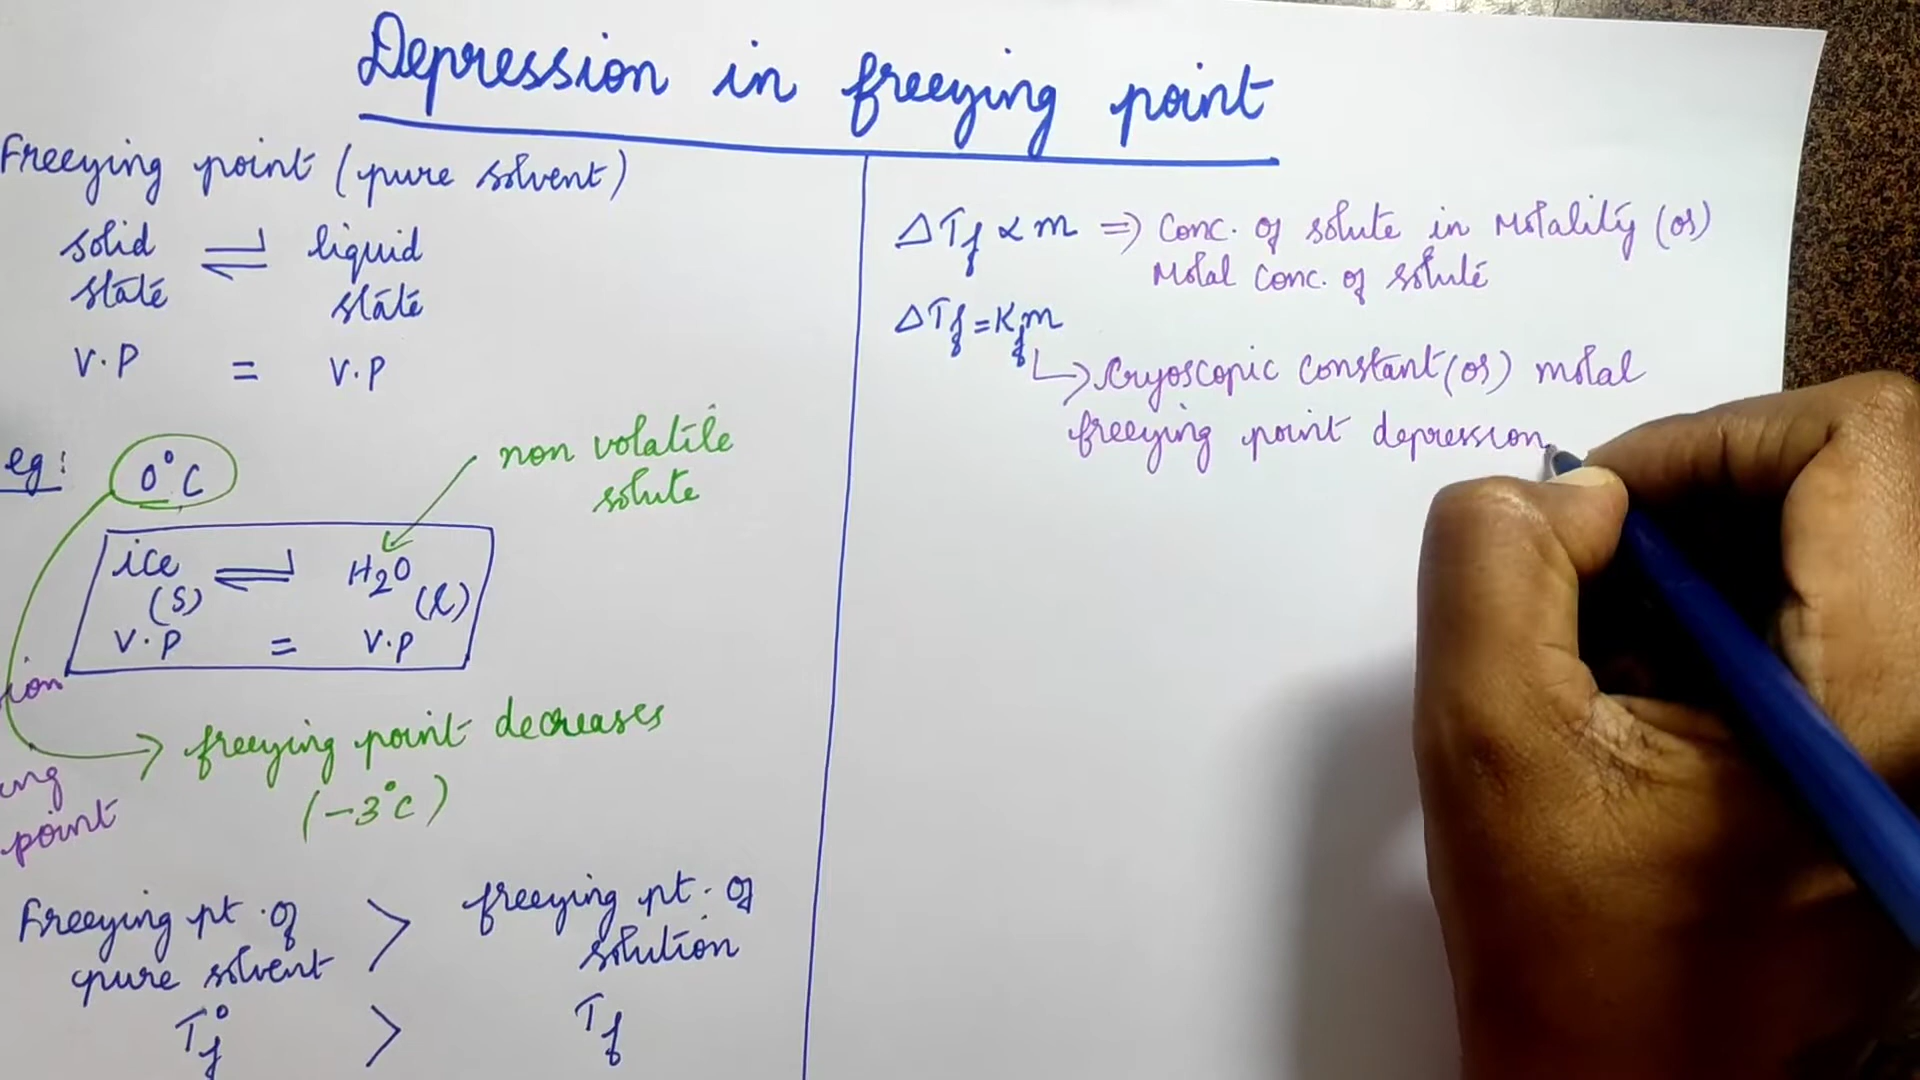 Depression in freezing point
Freezing point (pure solvent)
solid ⇌ liquid
state state
V.P = V.P
eg: 0°C
non volatile
solute
ice ⇌ H2O
(s) (l)
V.P = V.P
ion
freezing point decreases
(-3°C)
ing
point
Freezing pt. of > freezing pt. of
pure solvent solution
Tf° > Tf
ΔTf ∝ m ⇒ Conc. of solute in Molality (or)
Molal Conc. of solute
ΔTf = Kf m
↳ Cryoscopic constant (or) molal
freezing point depression